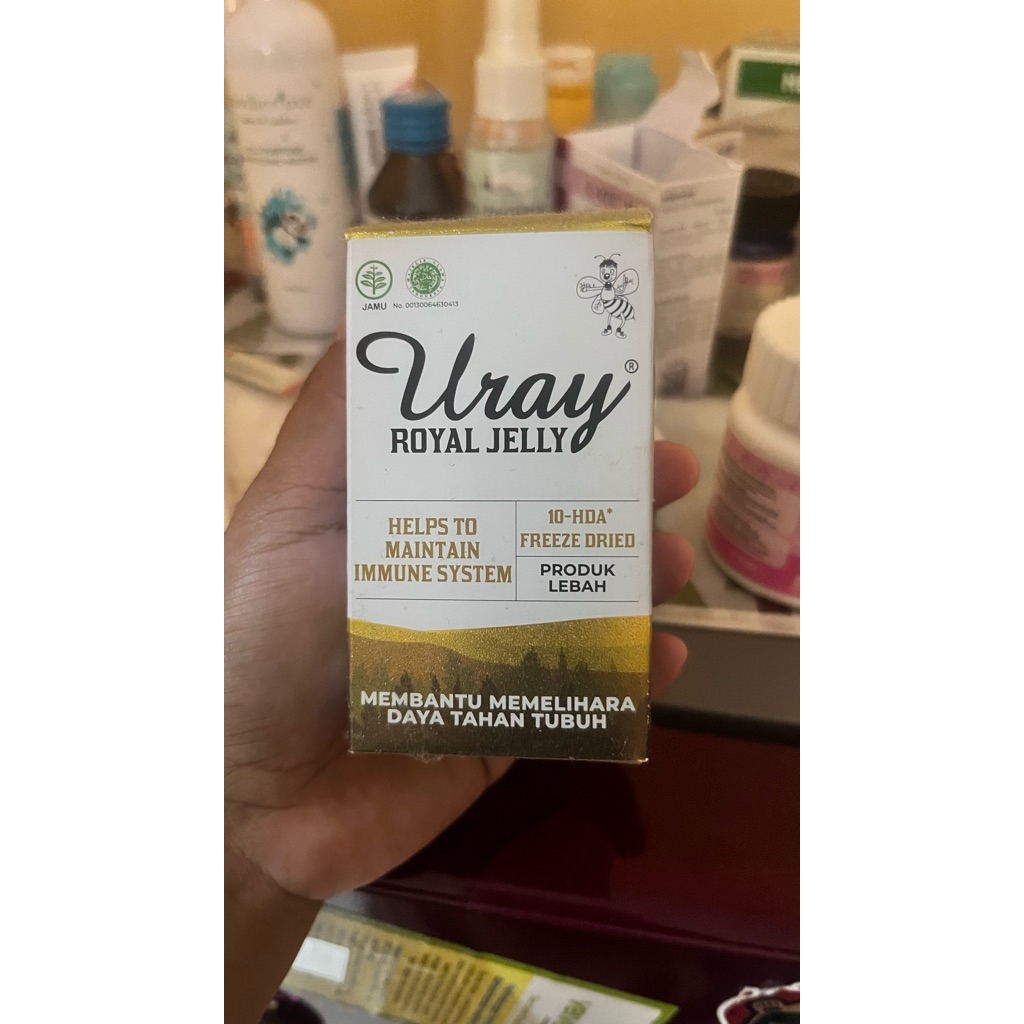 JAMU
No. 00130064630413
Uray®
ROYAL JELLY
HELPS TO
MAINTAIN
IMMUNE SYSTEM
10-HDA*
FREEZE DRIED
PRODUK
LEBAH
MEMBANTU MEMELIHARA
DAYA TAHAN TUBUH